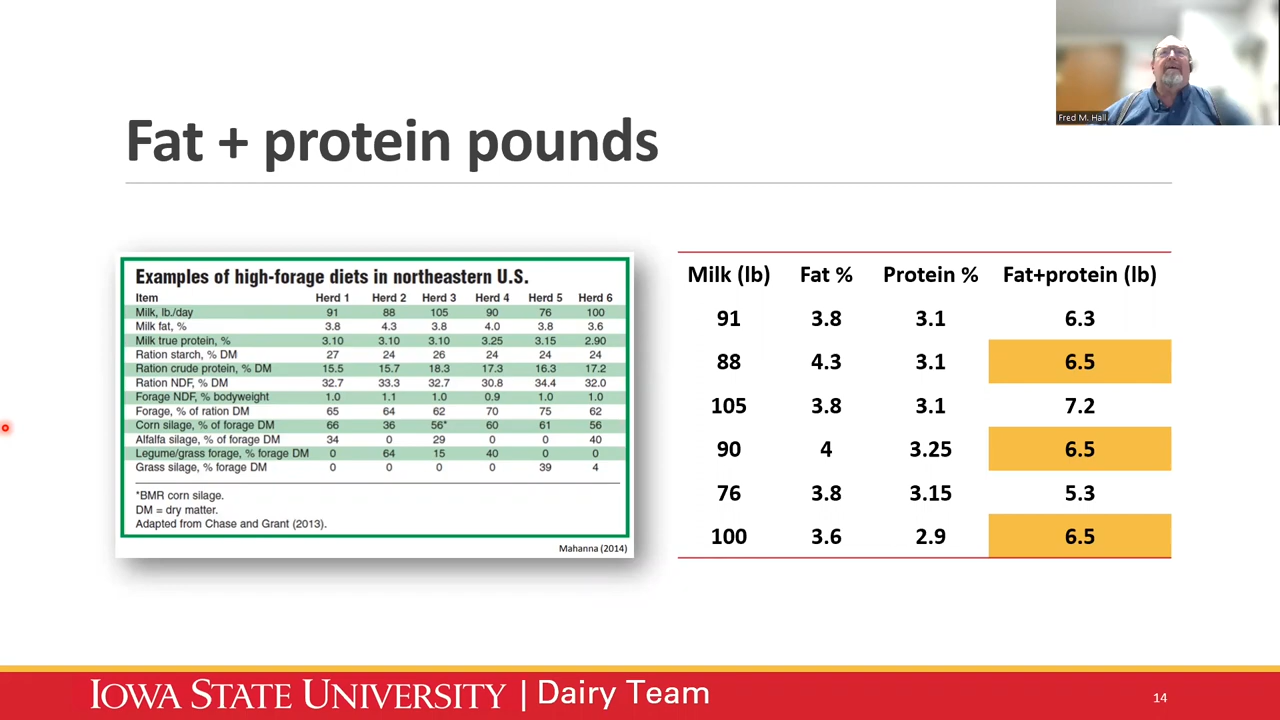 Fred M. Hall
Fat + protein pounds
Examples of high-forage diets in northeastern U.S.
Item Herd 1 Herd 2 Herd 3 Herd 4 Herd 5 Herd 6
Milk, lb./day 91 88 105 90 76 100
Milk fat, % 3.8 4.3 3.8 4.0 3.8 3.6
Milk true protein, % 3.10 3.10 3.10 3.25 3.15 2.90
Ration starch, % DM 27 24 26 24 24 24
Ration crude protein, % DM 15.5 15.7 18.3 17.3 16.3 17.2
Ration NDF, % DM 32.7 33.3 32.7 30.8 34.4 32.0
Forage NDF, % bodyweight 1.0 1.1 1.0 0.9 1.0 1.0
Forage, % of ration DM 65 64 62 70 75 62
Corn silage, % of forage DM 66 36 56* 60 61 56
Alfalfa silage, % of forage DM 34 0 29 0 0 40
Legume/grass forage, % forage DM 0 64 15 40 0 0
Grass silage, % forage DM 0 0 0 0 39 4
*BMR corn silage.
DM = dry matter.
Adapted from Chase and Grant (2013).
Mahanna (2014)
Milk (lb) Fat % Protein % Fat+protein (lb)
91 3.8 3.1 6.3
88 4.3 3.1 6.5
105 3.8 3.1 7.2
90 4 3.25 6.5
76 3.8 3.15 5.3
100 3.6 2.9 6.5
IOWA STATE UNIVERSITY | Dairy Team
14